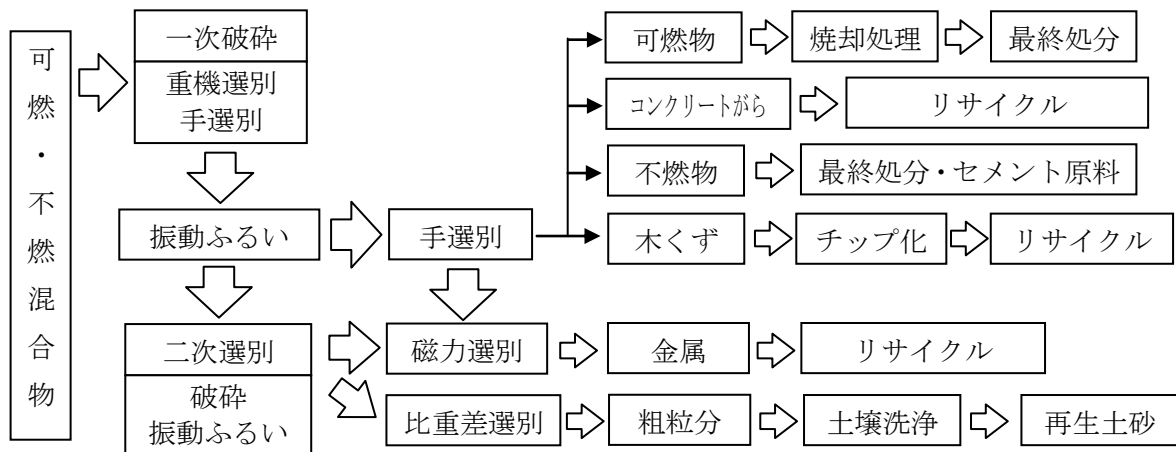 可燃・不燃混合物
一次破砕
重機選別
手選別
振動ふるい
手選別
可燃物
焼却処理
最終処分
コンクリートがら
リサイクル
不燃物
最終処分・セメント原料
木くず
チップ化
リサイクル
二次選別
破砕
振動ふるい
磁力選別
金属
リサイクル
比重差選別
粗粒分
土壌洗浄
再生土砂